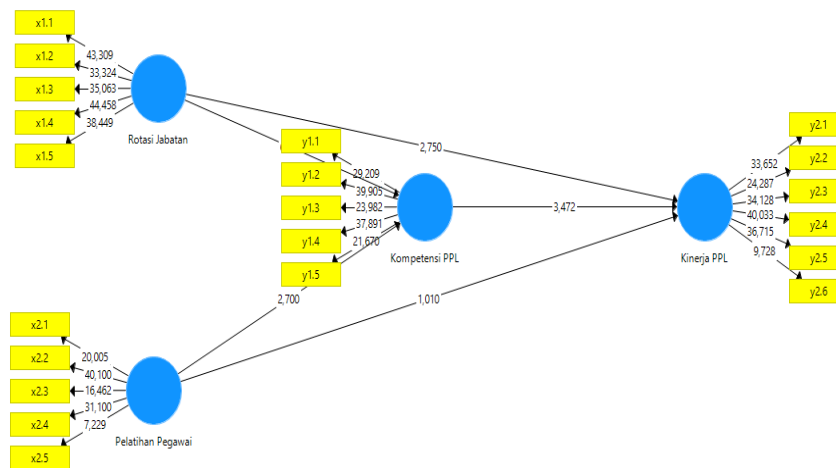 x1.1
x1.2
x1.3
x1.4
x1.5
43,309
33,324
35,063
44,458
38,449
Rotasi Jabatan
y1.1
y1.2
y1.3
y1.4
y1.5
29,209
39,905
23,982
37,891
21,670
Kompetensi PPL
2,750
3,472
1,010
2,700
y2.1
y2.2
y2.3
y2.4
y2.5
y2.6
33,652
24,287
34,128
40,033
36,715
9,728
Kinerja PPL
x2.1
x2.2
x2.3
x2.4
x2.5
20,005
40,100
16,462
31,100
7,229
Pelatihan Pegawai